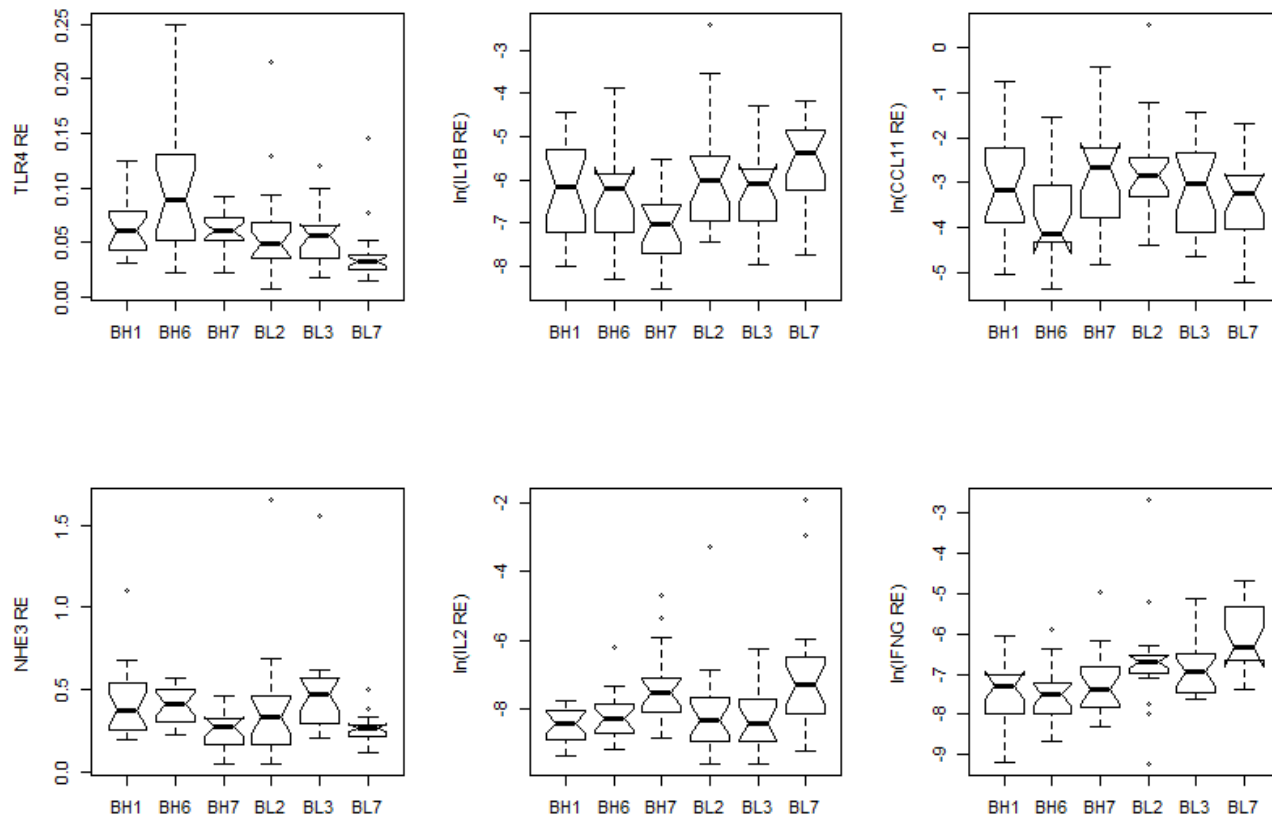 TLR4 RE
0.25
0.20
0.15
0.10
0.05
0.00
BH1 BH6 BH7 BL2 BL3 BL7
ln(IL1B RE)
-3
-4
-5
-6
-7
-8
BH1 BH6 BH7 BL2 BL3 BL7
ln(CCL11 RE)
0
-1
-2
-3
-4
-5
BH1 BH6 BH7 BL2 BL3 BL7
NHE3 RE
1.5
1.0
0.5
0.0
BH1 BH6 BH7 BL2 BL3 BL7
ln(IL2 RE)
-2
-4
-6
-8
BH1 BH6 BH7 BL2 BL3 BL7
ln(IFNG RE)
-3
-4
-5
-6
-7
-8
-9
BH1 BH6 BH7 BL2 BL3 BL7